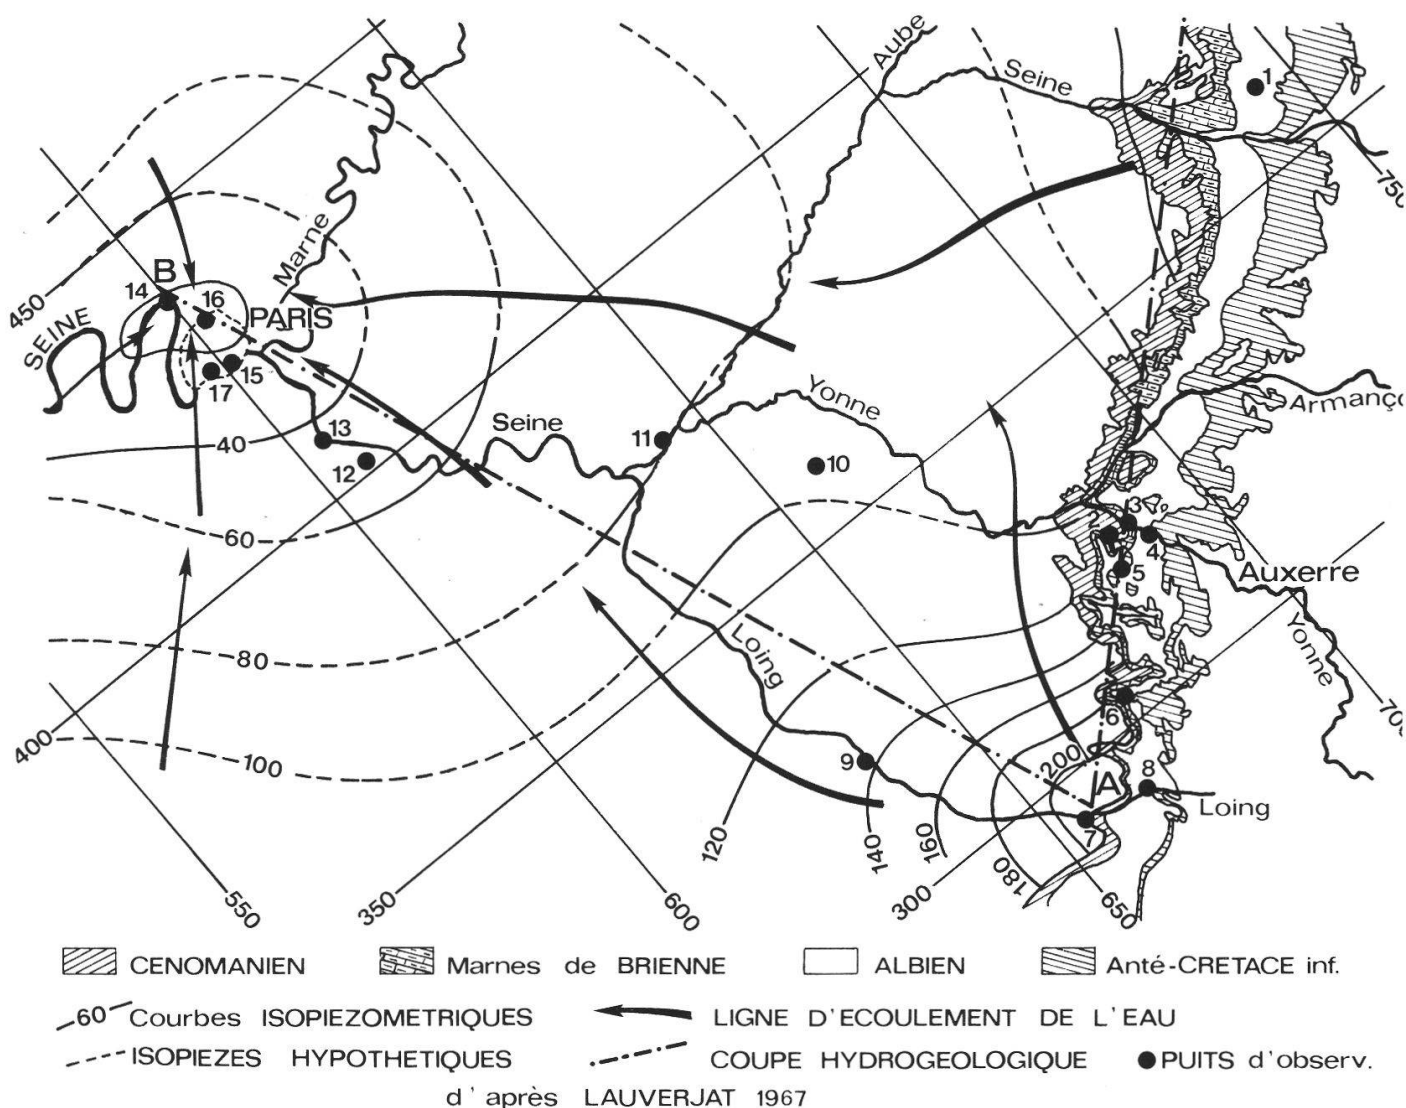 Aube
Seine
1
750
Marne
450
B
14
16
PARIS
SEINE
15
17
Yonne
Armanç
13
Seine
11
40
12
10
3
2
4
60
5
Auxerre
Loing
Yonne
80
6
700
400
100
9
200
A
8
Loing
7
120
140
160
180
550
350
600
300
650
CENOMANIEN
Marnes de BRIENNE
ALBIEN
Anté-CRETACE inf.
60 Courbes ISOPIEZOMETRIQUES
LIGNE D'ECOULEMENT DE L'EAU
ISOPIEZES HYPOTHETIQUES
COUPE HYDROGEOLOGIQUE
PUITS d'observ.
d'après LAUVERJAT 1967